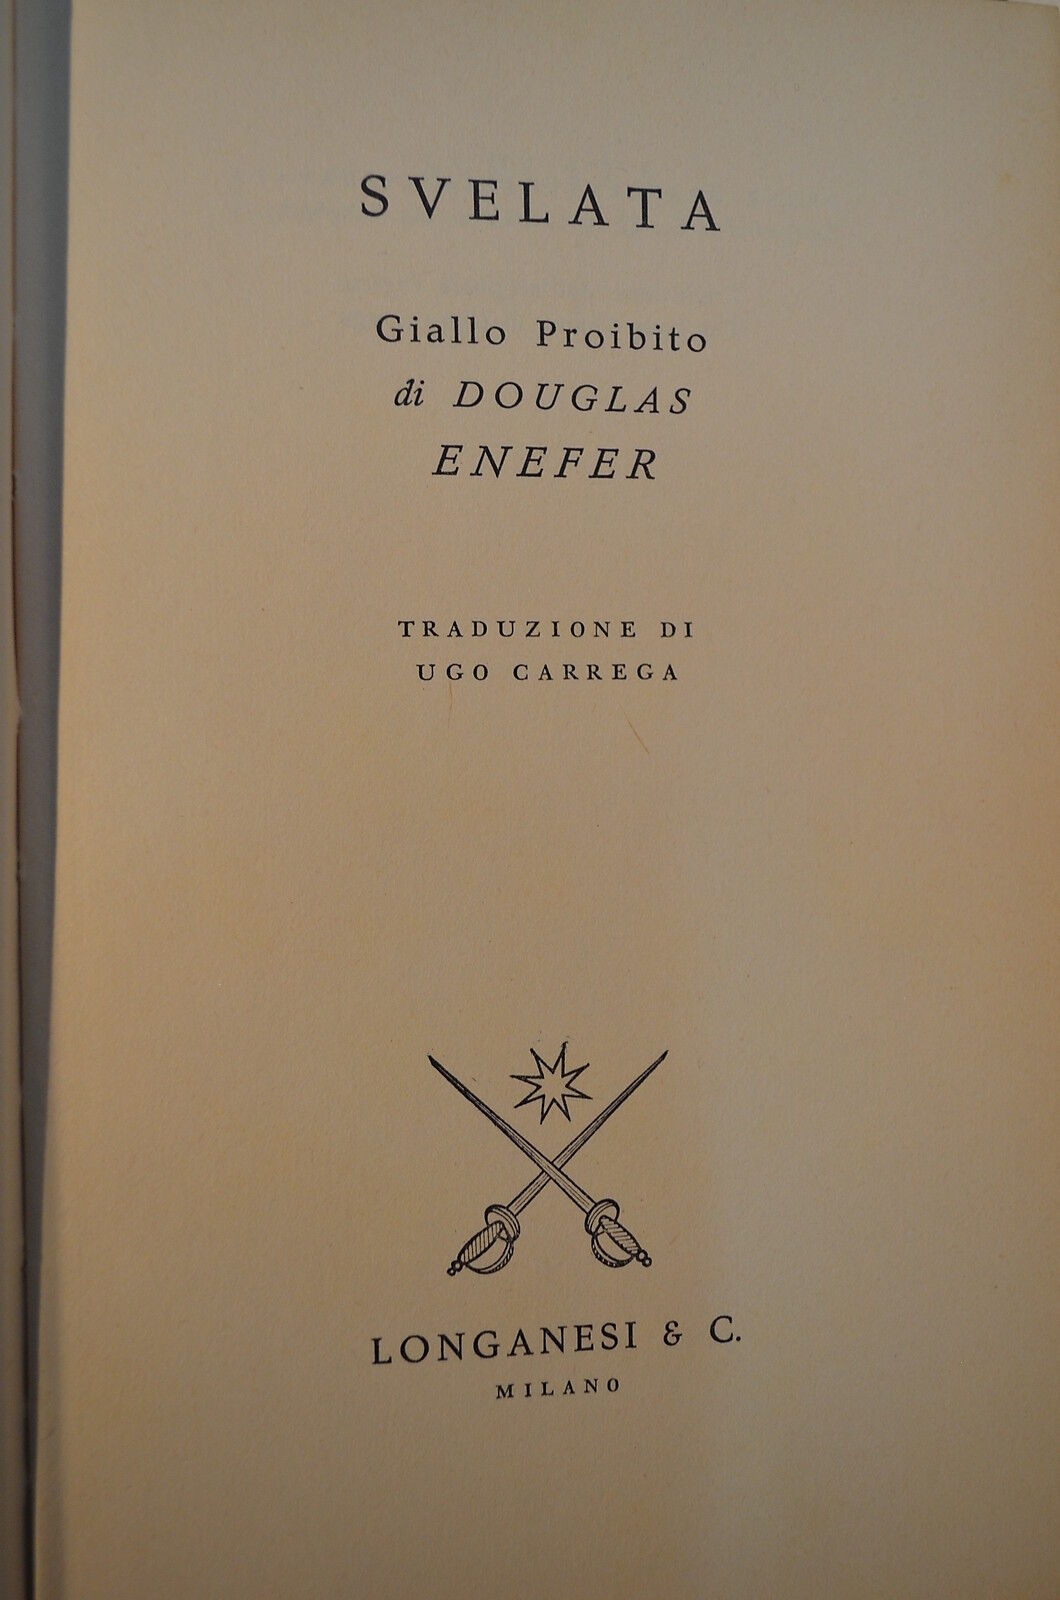 SVELATA
Giallo Proibito
di DOUGLAS
ENEFER
TRADUZIONE DI
UGO CARREGA
LONGANESI & C.
MILANO